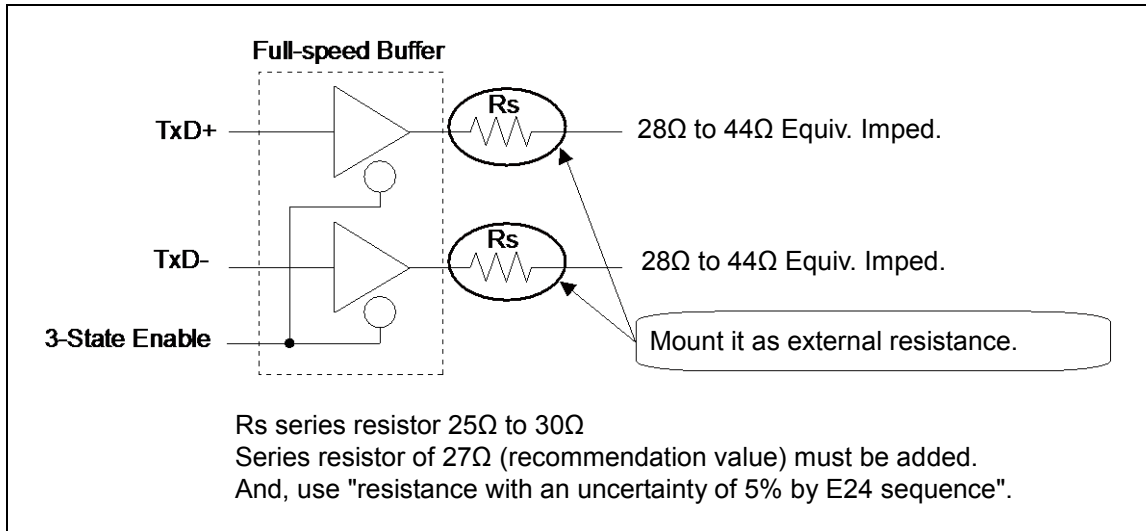 Full-speed Buffer
Rs
TxD+
28Ω to 44Ω Equiv. Imped.
Rs
TxD-
28Ω to 44Ω Equiv. Imped.
3-State Enable
Mount it as external resistance.
Rs series resistor 25Ω to 30Ω
Series resistor of 27Ω (recommendation value) must be added.
And, use "resistance with an uncertainty of 5% by E24 sequence".